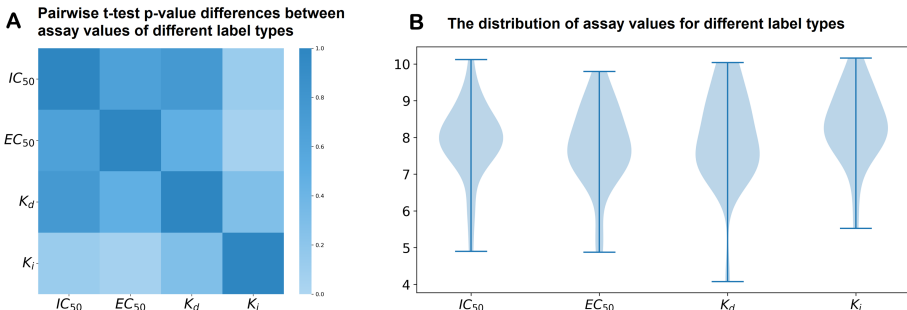 A Pairwise t-test p-value differences between
assay values of different label types
IC50
EC50
Kd
Ki
IC50 EC50 Kd Ki
1.0
0.8
0.6
0.4
0.2
0.0
B The distribution of assay values for different label types
10
9
8
7
6
5
4
IC50 EC50 Kd Ki